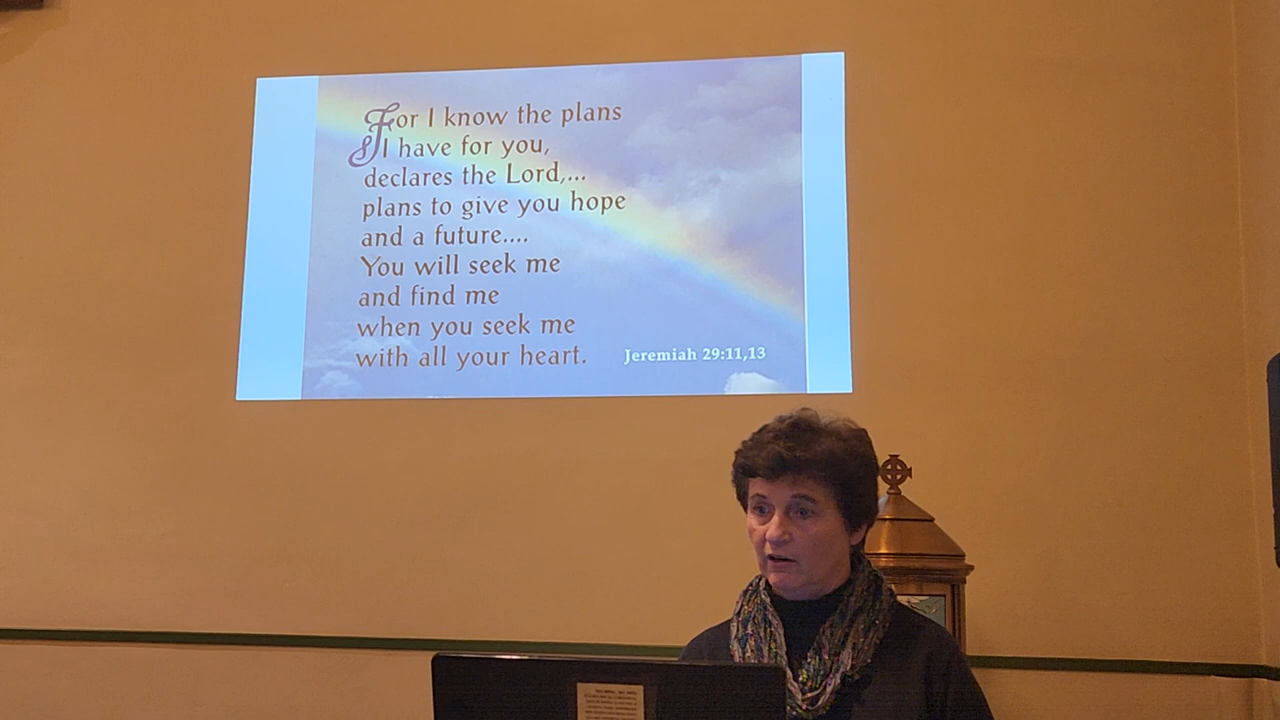 For I know the plans
I have for you,
declares the Lord,...
plans to give you hope
and a future....
You will seek me
and find me
when you seek me
with all your heart.
Jeremiah 29:11,13